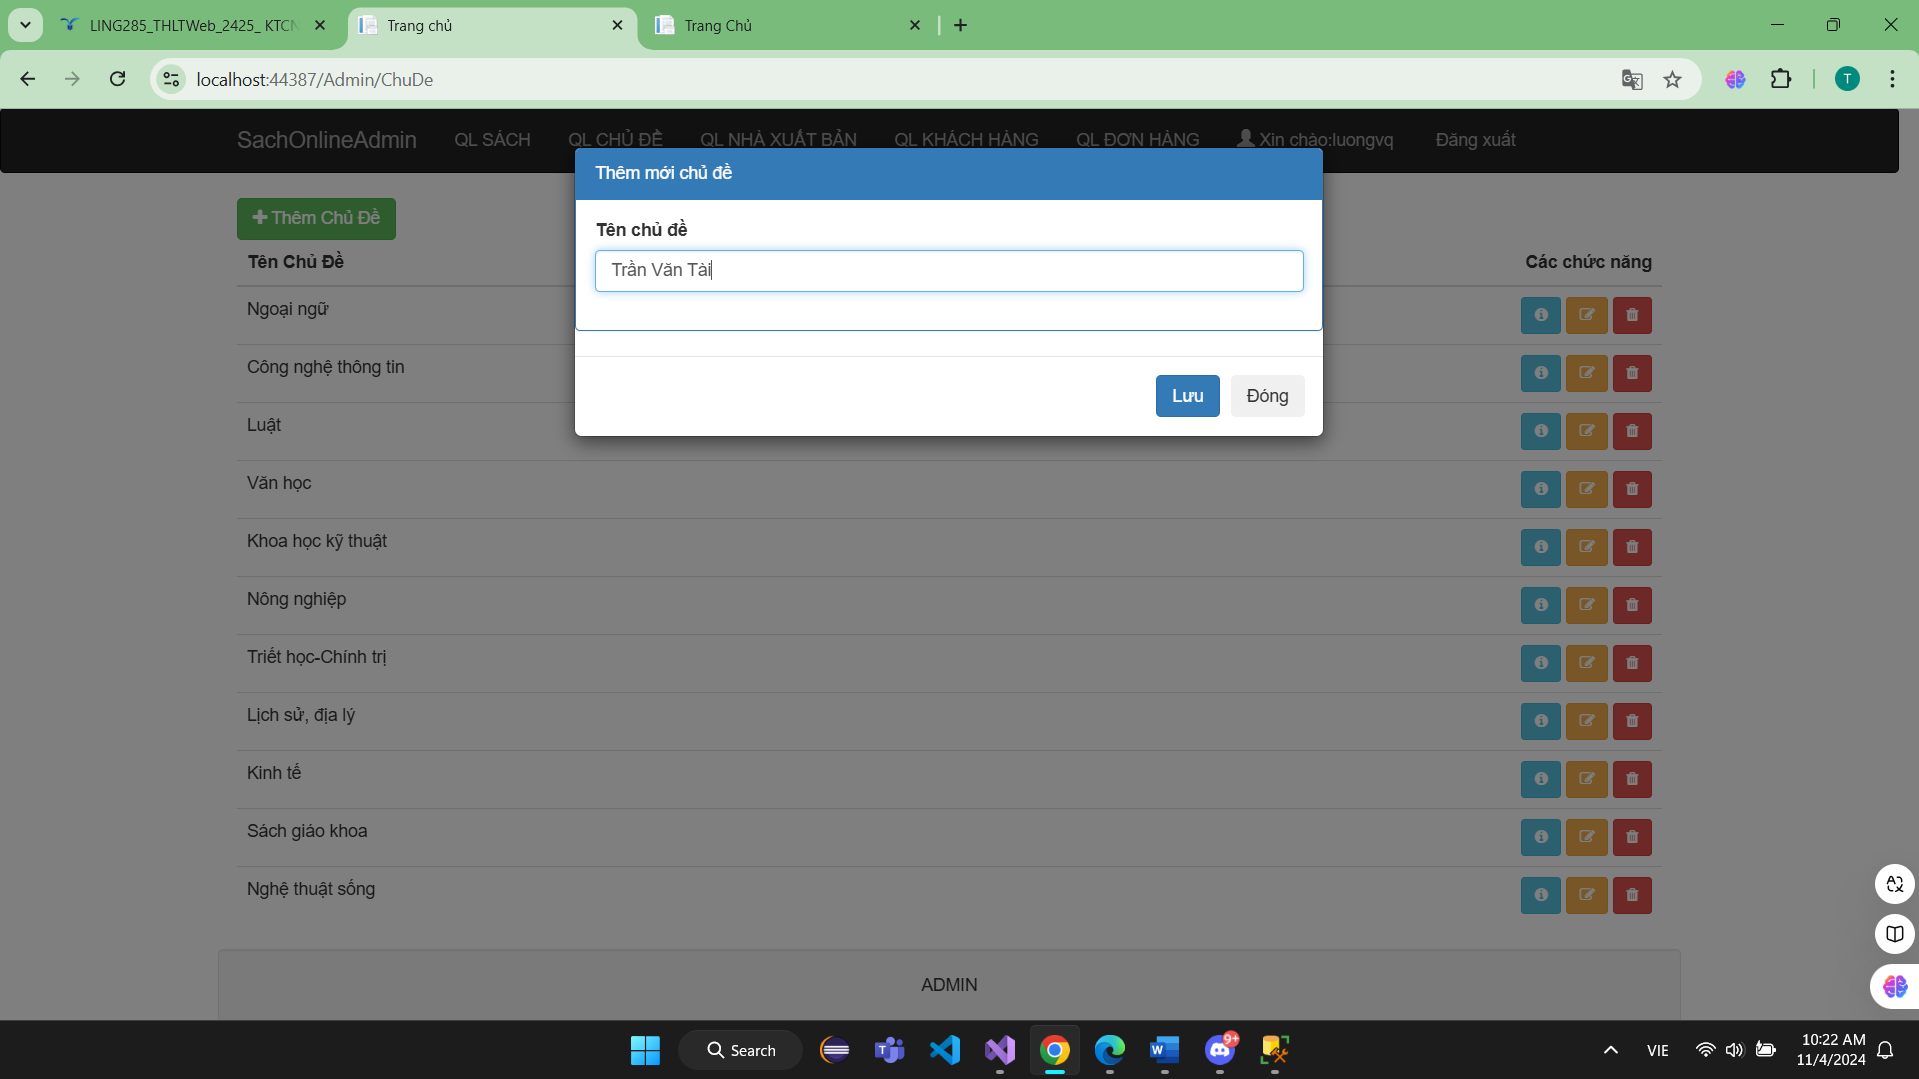 LING285_THLTWeb_2425_ KTCN
Trang chủ
Trang Chủ
localhost:44387/Admin/ChuDe
T
SachOnlineAdmin QL SÁCH QL CHỦ ĐỀ QL NHÀ XUẤT BẢN QL KHÁCH HÀNG QL ĐƠN HÀNG Xin chào:luongvq Đăng xuất
Thêm mới chủ đề
Thêm Chủ Đề
Tên chủ đề
Trần Văn Tài
Tên Chủ Đề Các chức năng
Ngoại ngữ
Công nghệ thông tin
Lưu Đóng
Luật
Văn học
Khoa học kỹ thuật
Nông nghiệp
Triết học-Chính trị
Lịch sử, địa lý
Kinh tế
Sách giáo khoa
Nghệ thuật sống
ADMIN
Search
9+
VIE
10:22 AM
11/4/2024